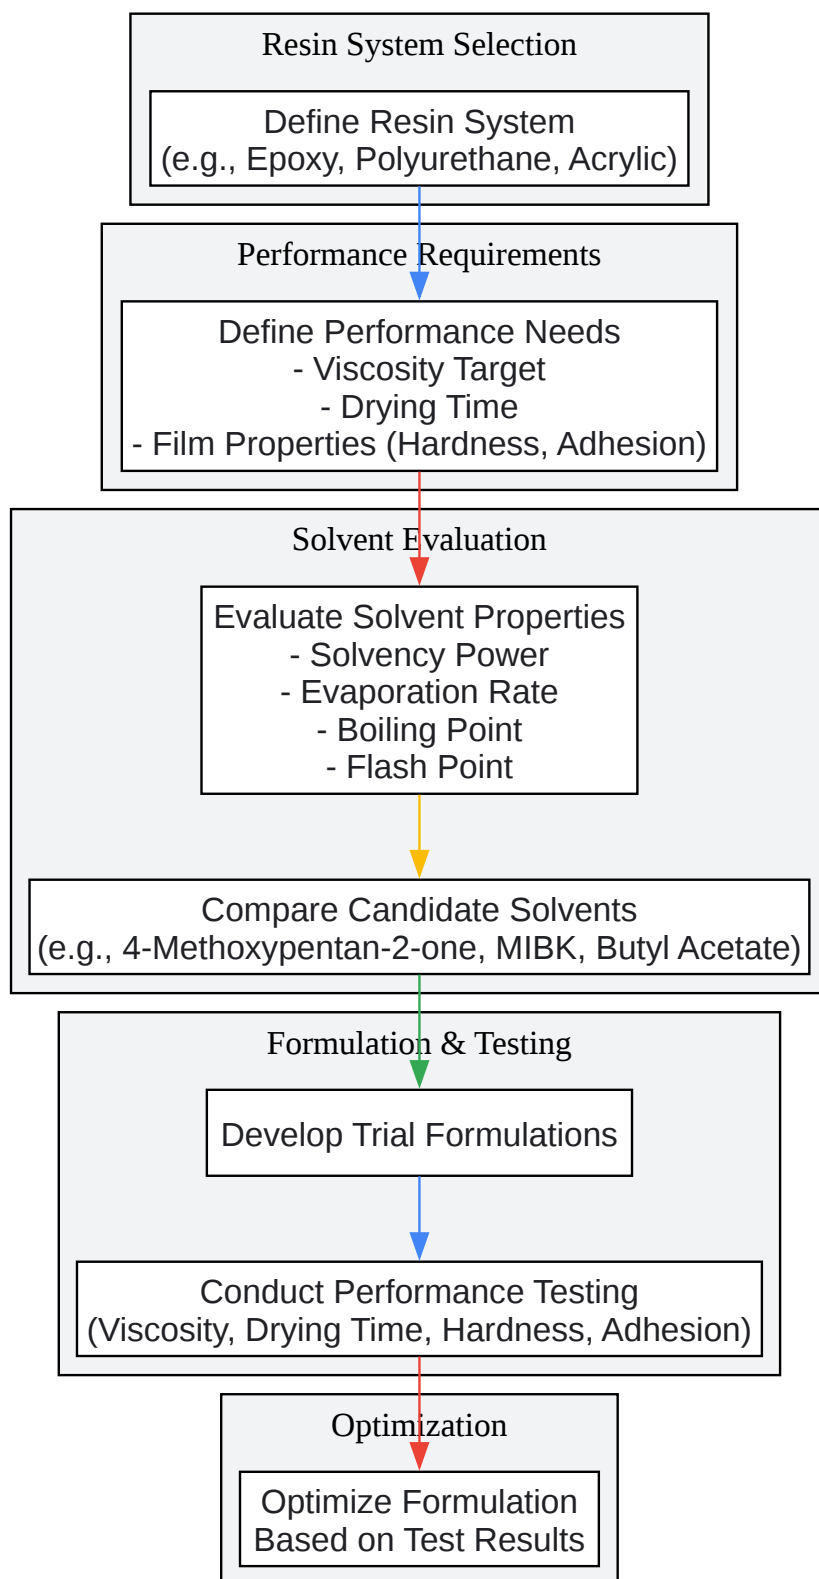 Resin System Selection
Define Resin System
(e.g., Epoxy, Polyurethane, Acrylic)
Performance Requirements
Define Performance Needs
- Viscosity Target
- Drying Time
- Film Properties (Hardness, Adhesion)
Solvent Evaluation
Evaluate Solvent Properties
- Solvency Power
- Evaporation Rate
- Boiling Point
- Flash Point
Compare Candidate Solvents
(e.g., 4-Methoxypentan-2-one, MIBK, Butyl Acetate)
Formulation & Testing
Develop Trial Formulations
Conduct Performance Testing
(Viscosity, Drying Time, Hardness, Adhesion)
Optimization
Optimize Formulation
Based on Test Results